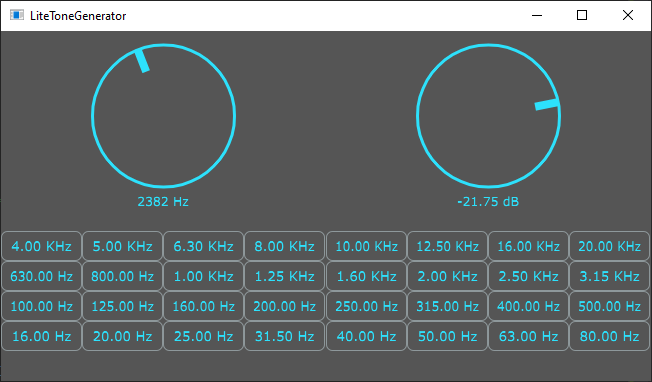 LiteToneGenerator
2382 Hz -21.75 dB
4.00 KHz 5.00 KHz 6.30 KHz 8.00 KHz 10.00 KHz 12.50 KHz 16.00 KHz 20.00 KHz
630.00 Hz 800.00 Hz 1.00 KHz 1.25 KHz 1.60 KHz 2.00 KHz 2.50 KHz 3.15 KHz
100.00 Hz 125.00 Hz 160.00 Hz 200.00 Hz 250.00 Hz 315.00 Hz 400.00 Hz 500.00 Hz
16.00 Hz 20.00 Hz 25.00 Hz 31.50 Hz 40.00 Hz 50.00 Hz 63.00 Hz 80.00 Hz